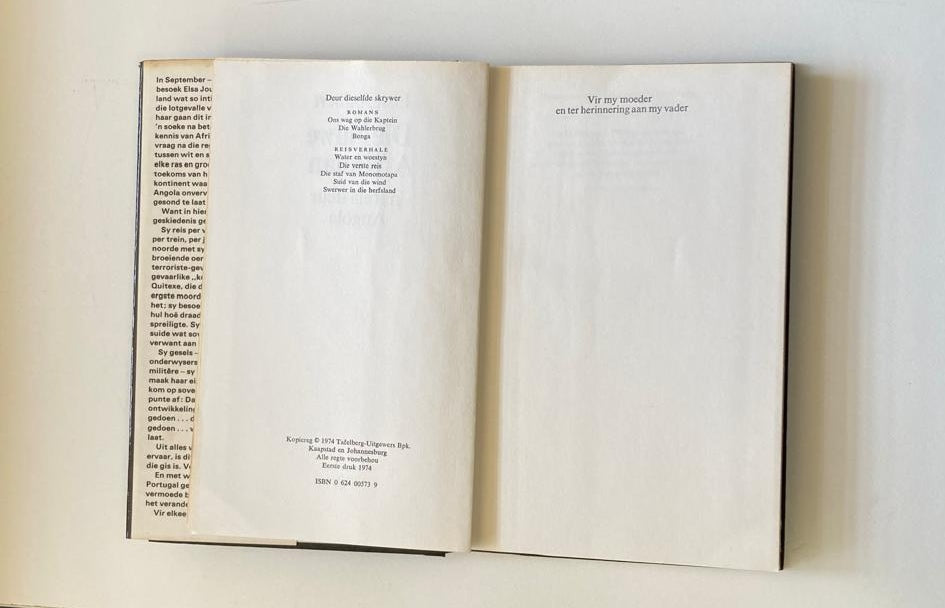 In September –
besoek Elsa Jou
land wat so inti
die lotgevalle v
haar gaan dit in
'n soeke na bet
kennis van Afri
vraag na die re
tussen wit en s
elke ras en gro
toekoms van h
kontinent waa
Angola onverv
gesond te laat
Want in hier
geskiedenis ge
Sy reis per v
per trein, per j
noorde met sy
broeiende oer
terroriste-gev
gevaarlike „k
Quitexe, die d
ergste moord
het; sy besoe
hul hoë draad
spreiligte. Sy
suide wat sov
verwant aan
Sy gesels –
onderwysers
militêre – sy
maak haar ei
kom op sove
punte af: Da
ontwikkeling
gedoen . . . d
gedoen . . . v
laat.
Uit alles v
ervaar, is di
die gis is. V
En met w
Portugal ge
vermoede b
het verande
Vir elkee
Deur dieselfde skrywer
ROMANS
Ons wag op die Kaptein
Die Wahlerbrug
Bonga
REISVERHALE
Water en woestyn
Die verste reis
Die staf van Monomotapa
Suid van die wind
Swerwer in die herfsland
Kopiereg © 1974 Tafelberg-Uitgewers Bpk.
Kaapstad en Johannesburg
Alle regte voorbehou
Eerste druk 1974
ISBN 0 624 00573 9
Vir my moeder
en ter herinnering aan my vader